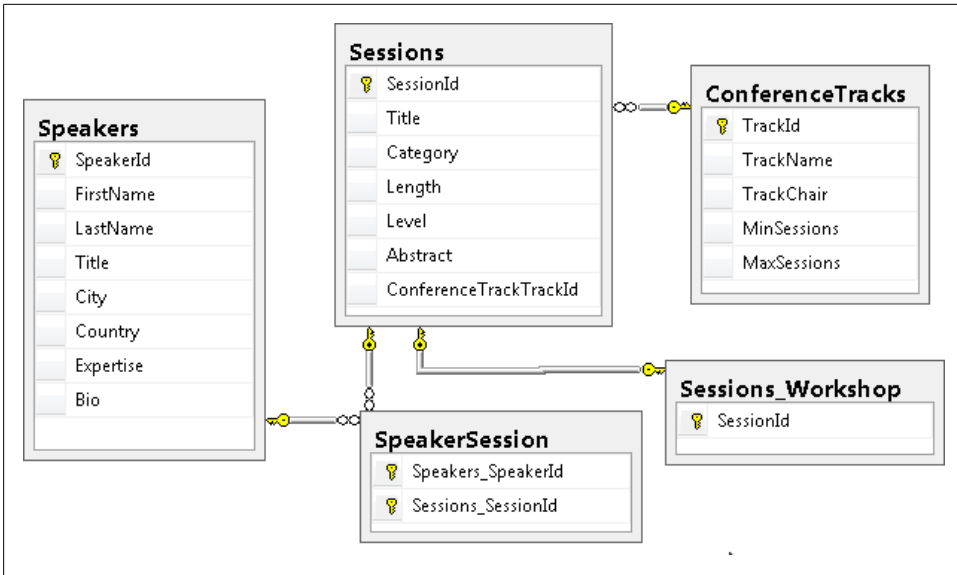 Sessions
SessionId
Title
Category
Length
Level
Abstract
ConferenceTrackTrackId
ConferenceTracks
TrackId
TrackName
TrackChair
MinSessions
MaxSessions
Speakers
SpeakerId
FirstName
LastName
Title
City
Country
Expertise
Bio
Sessions_Workshop
SessionId
SpeakerSession
Speakers_SpeakerId
Sessions_SessionId